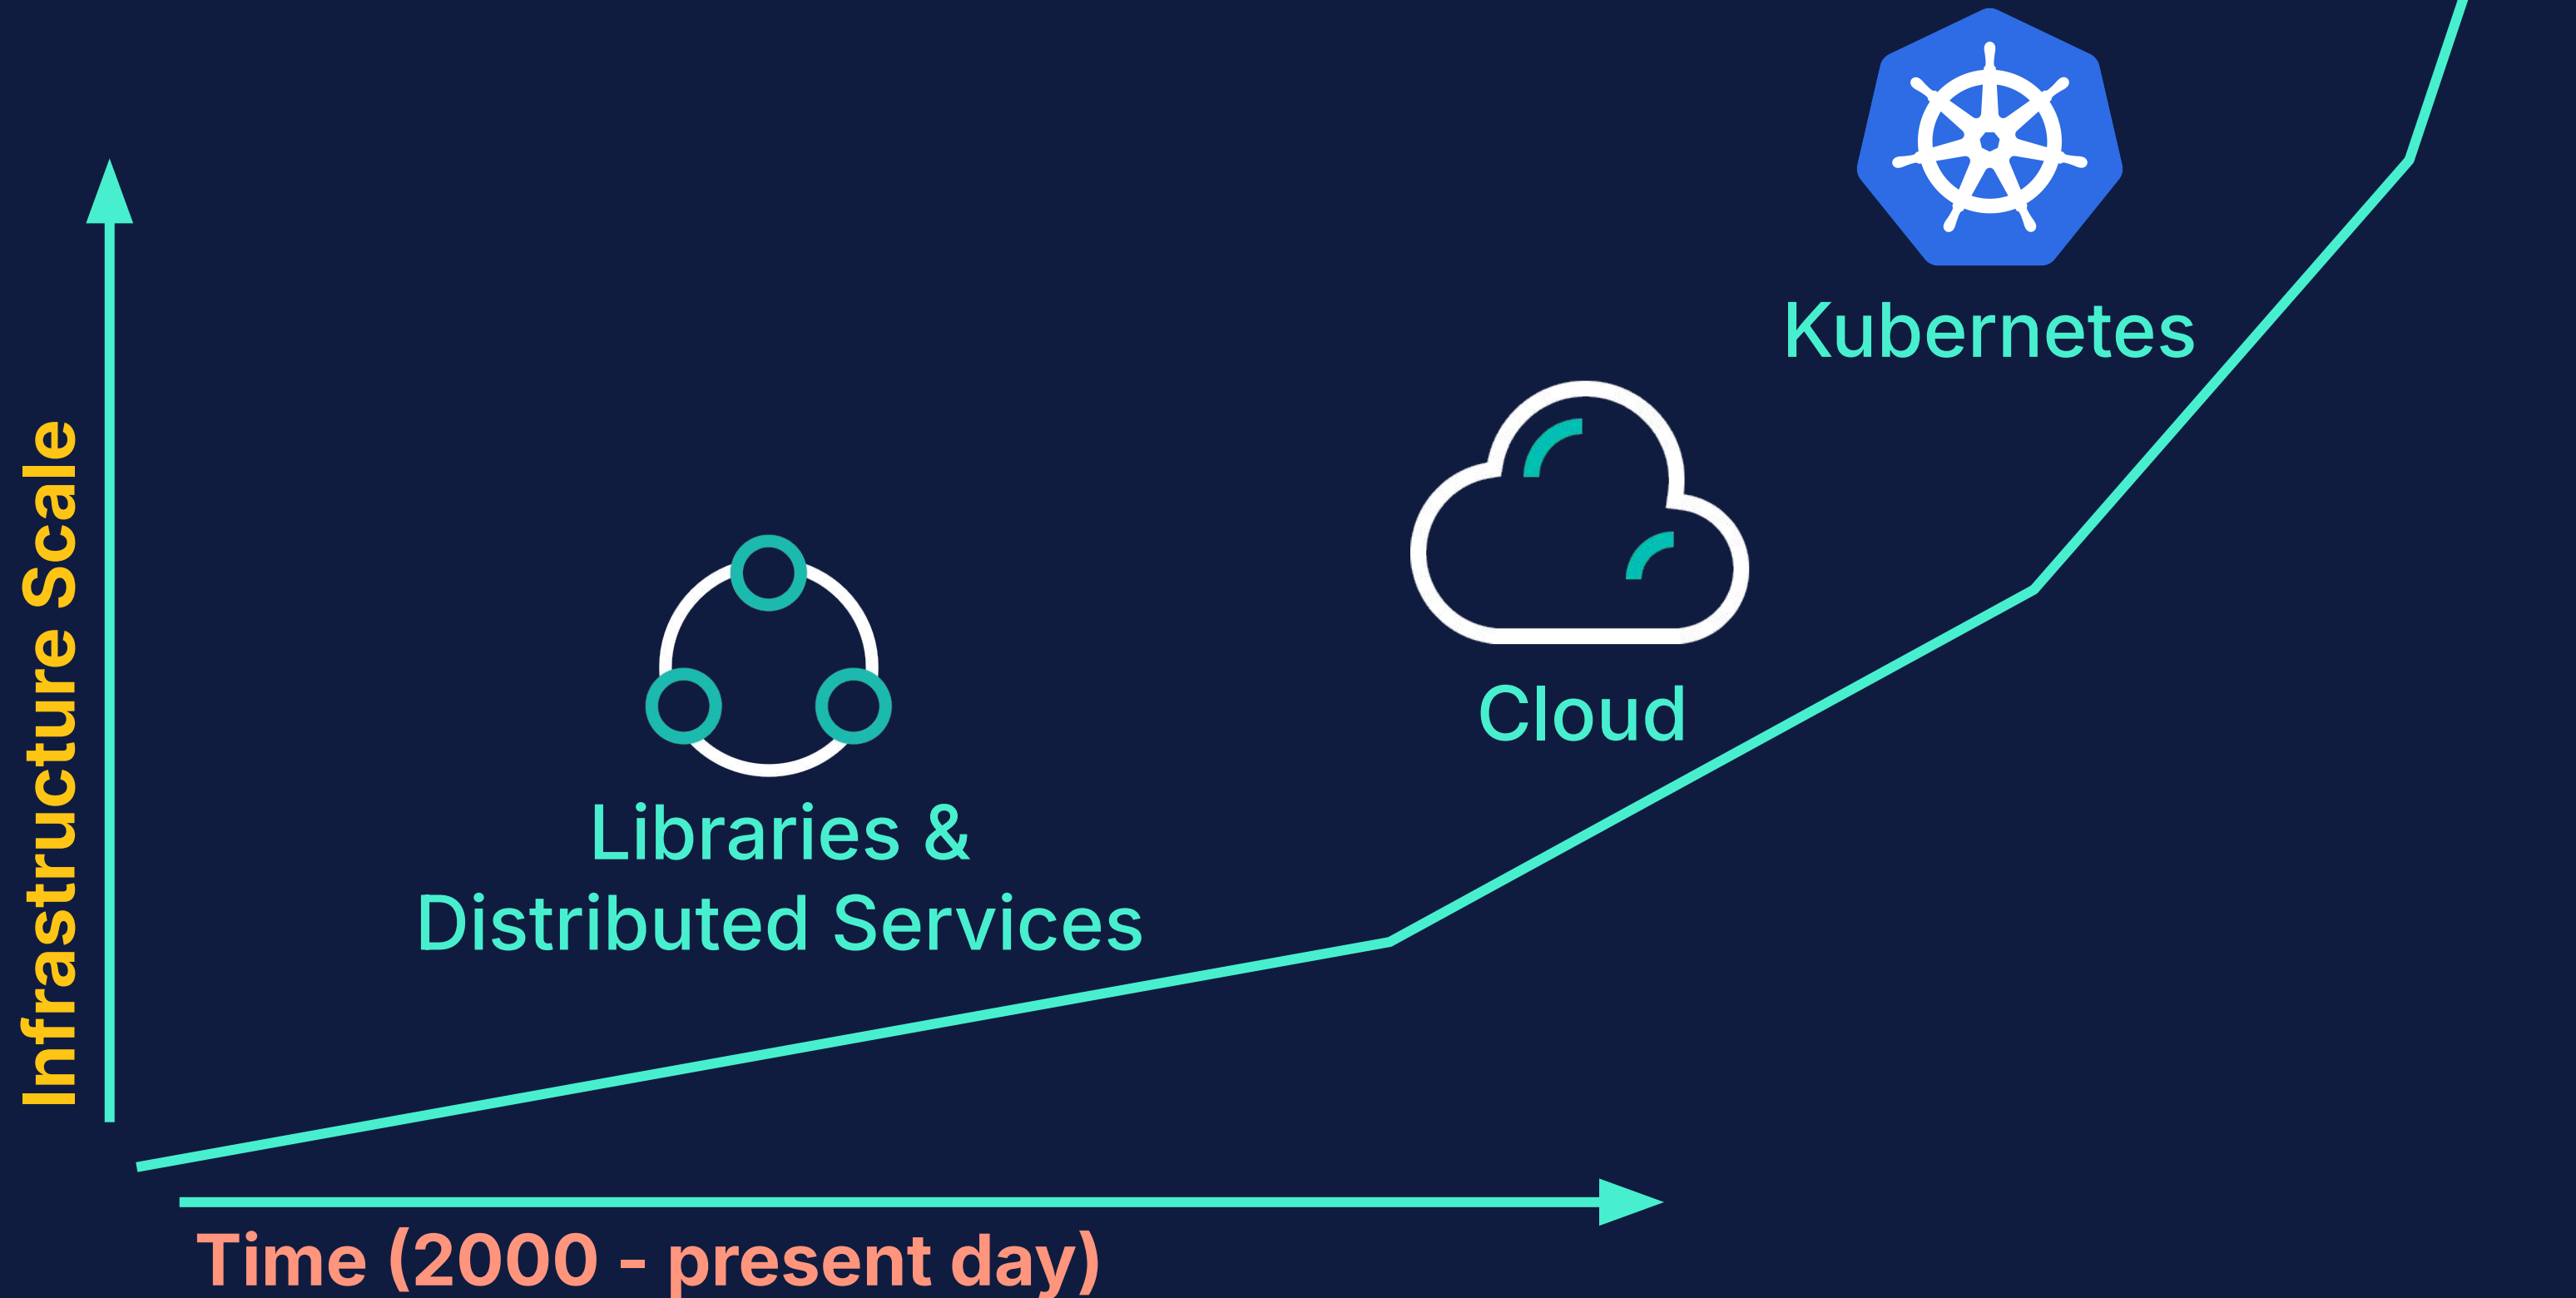 Kubernetes
Cloud
Libraries &
Distributed Services
Infrastructure Scale
Time (2000 - present day)